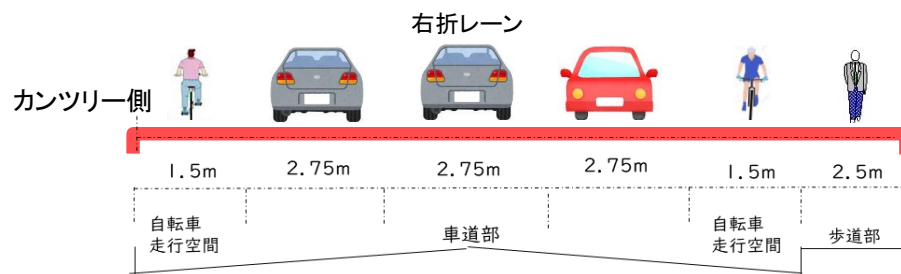 右折レーン
カンツリー側
1.5m 2.75m 2.75m 2.75m 1.5m 2.5m
自転車 自転車
走行空間 車道部 走行空間 歩道部